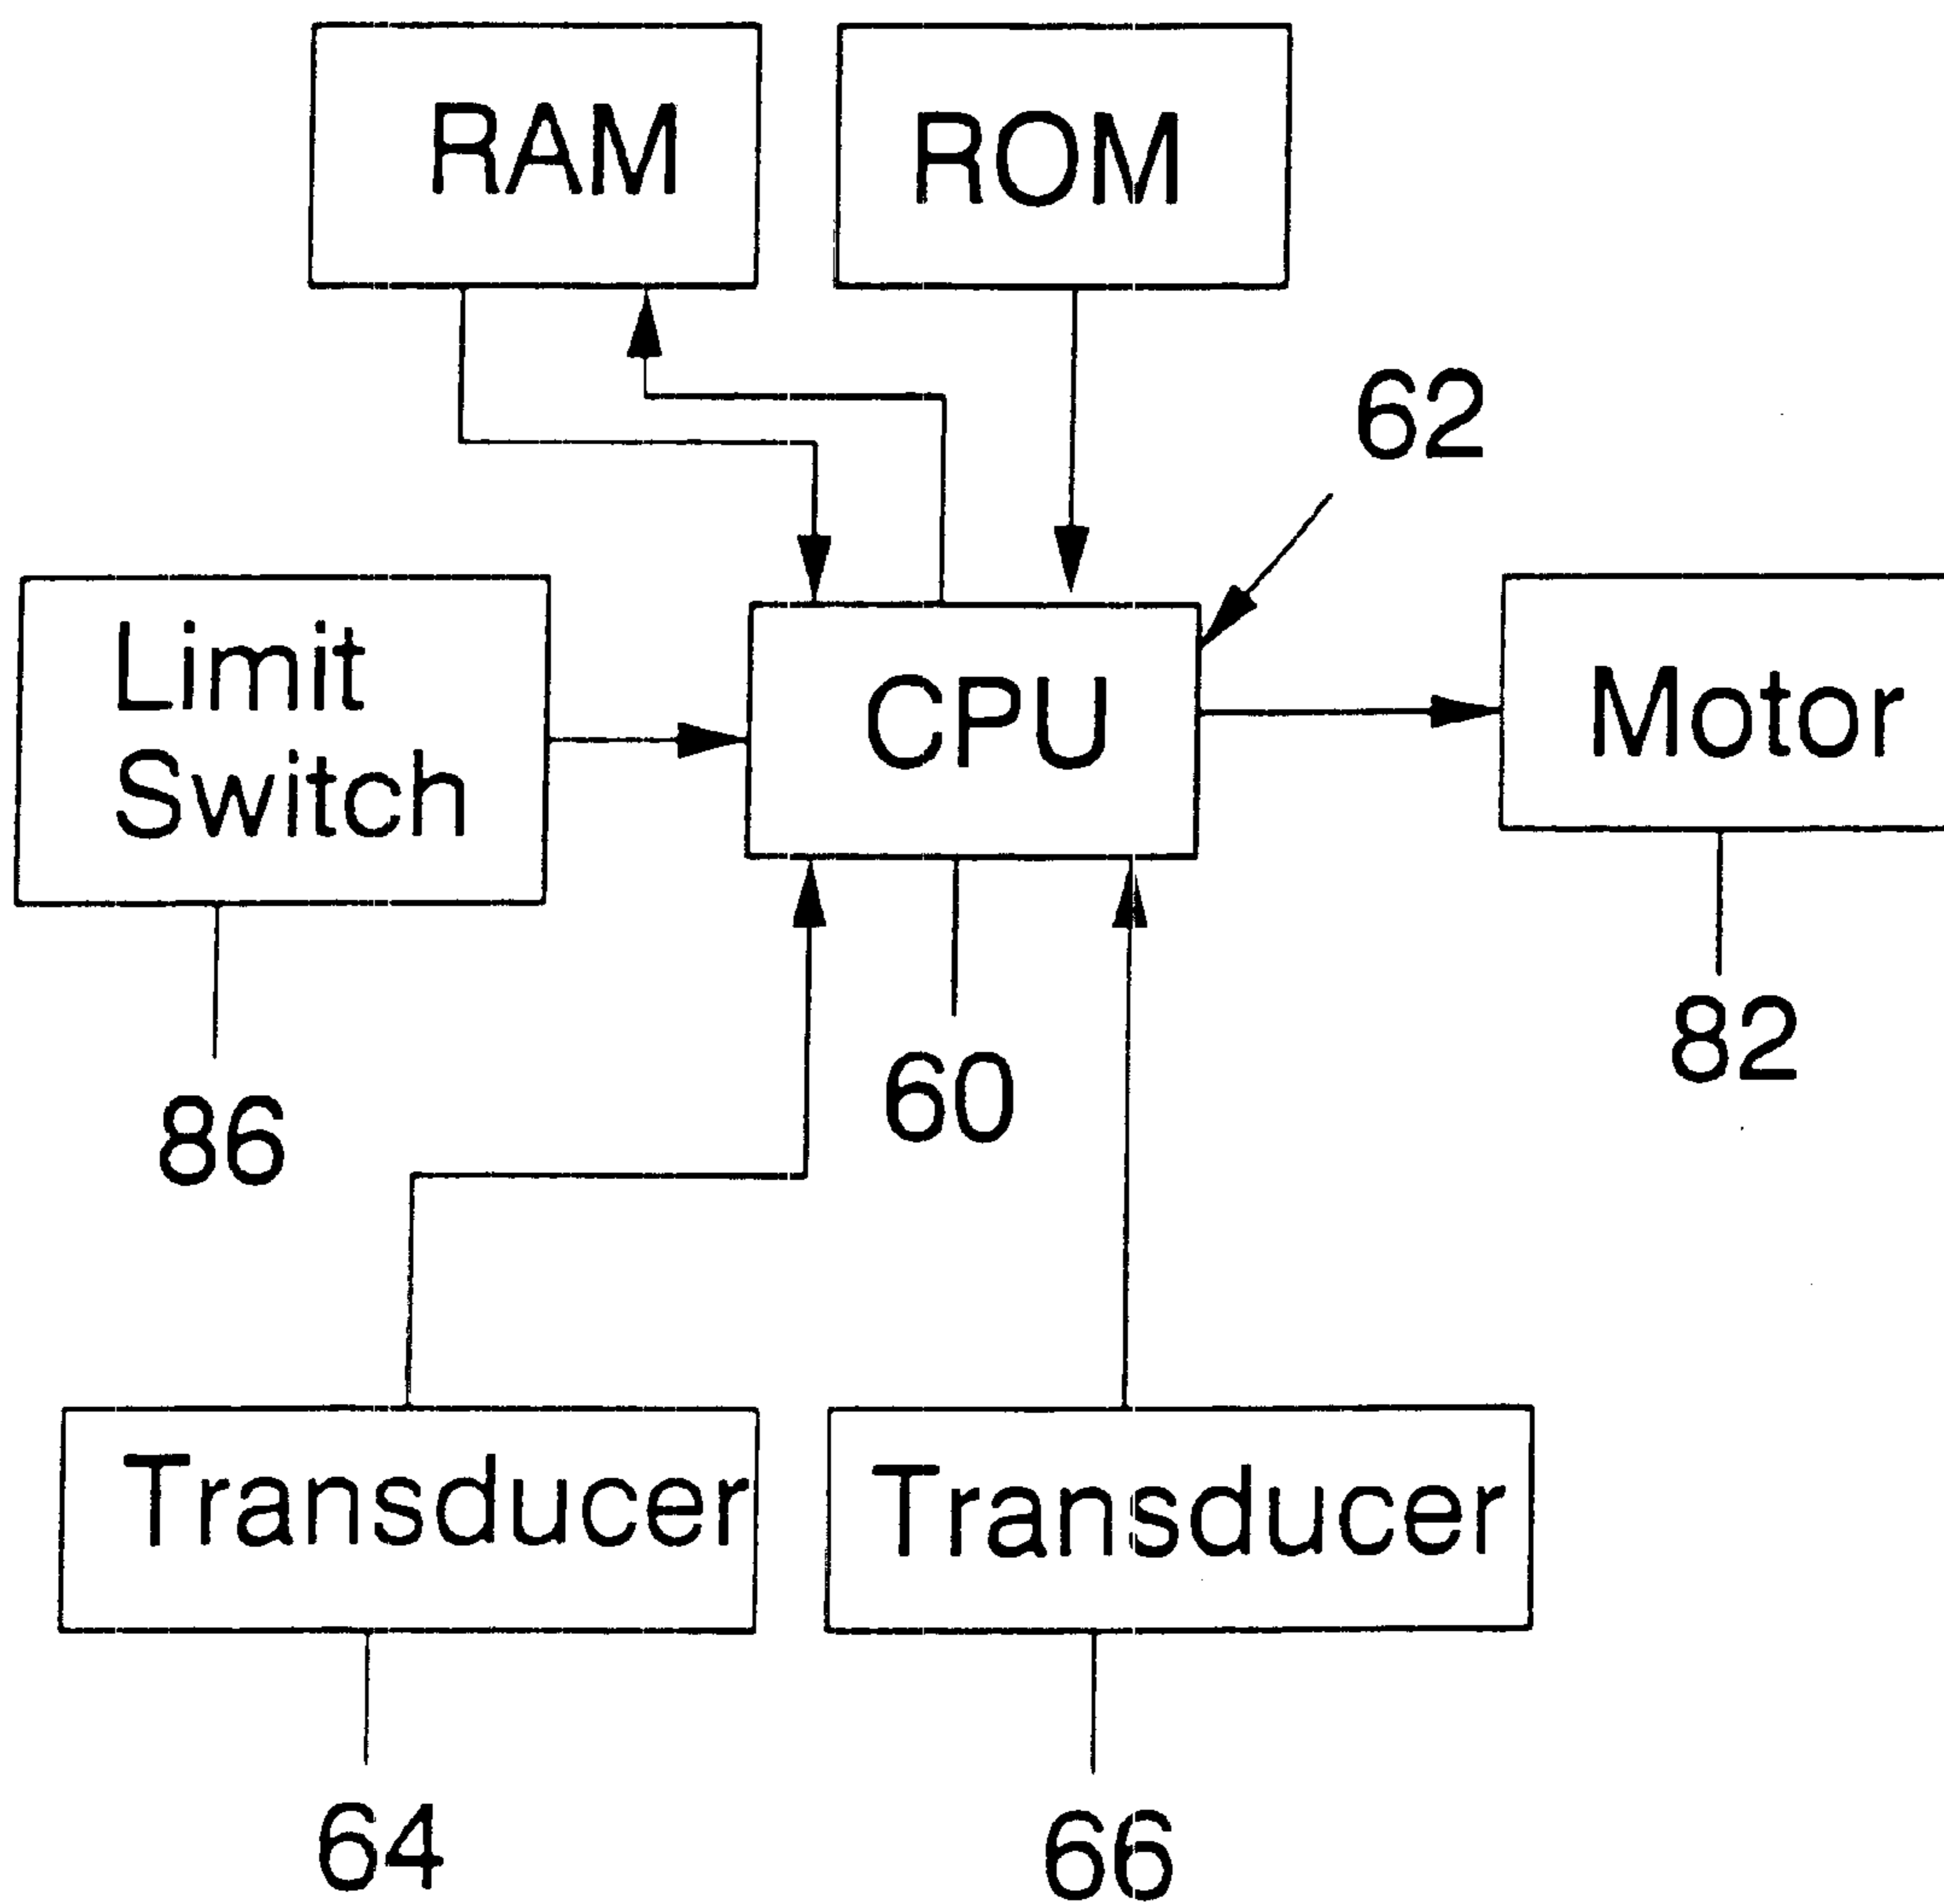 RAM
ROM
62
Limit
Switch
CPU
Motor
86
60
82
Transducer
Transducer
64
66